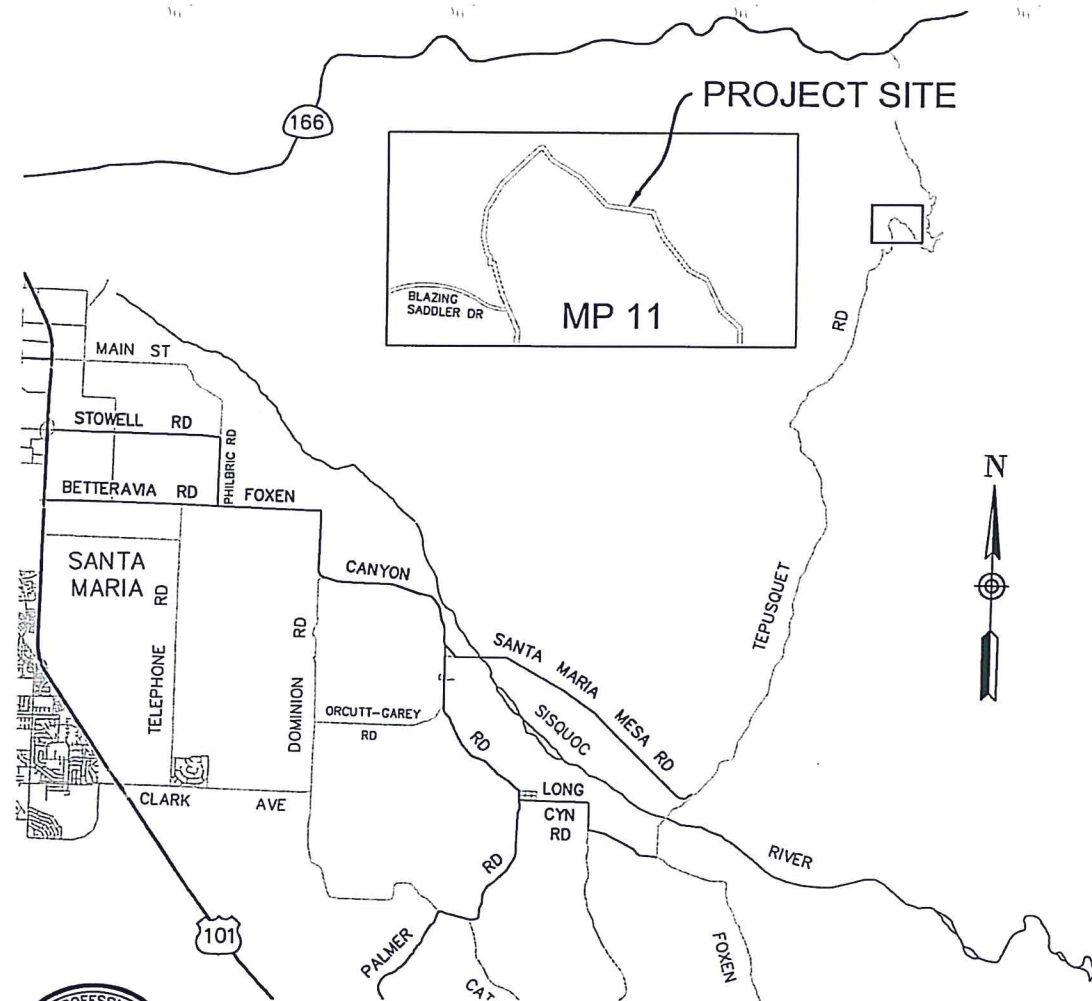 PROJECT SITE
166
BLAZING
SADDLER DR
MP 11
RD
MAIN ST
STOWELL RD
PHILBRIC RD
BETTERAVIA RD FOXEN
N
SANTA
MARIA
CANYON
RD
RD
TEPUSQUET
TELEPHONE
DOMINION
SANTA MARIA MESA RD
SISQUOC
ORCUTT-GAREY
RD
RD
CLARK AVE
LONG
CYN
RD
RIVER
RD
101
PALMER
CAT
FOXEN